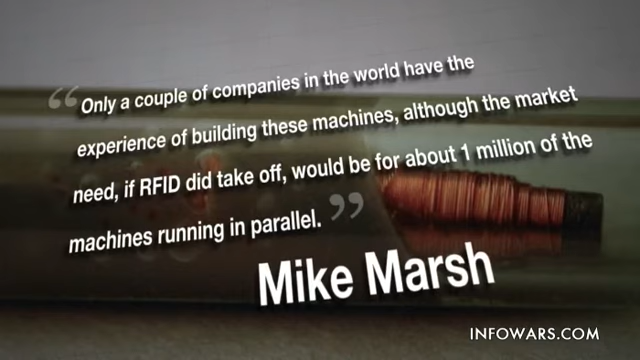 “Only a couple of companies in the world have the
experience of building these machines, although the market
need, if RFID did take off, would be for about 1 million of the
machines running in parallel.”
Mike Marsh
INFOWARS.COM